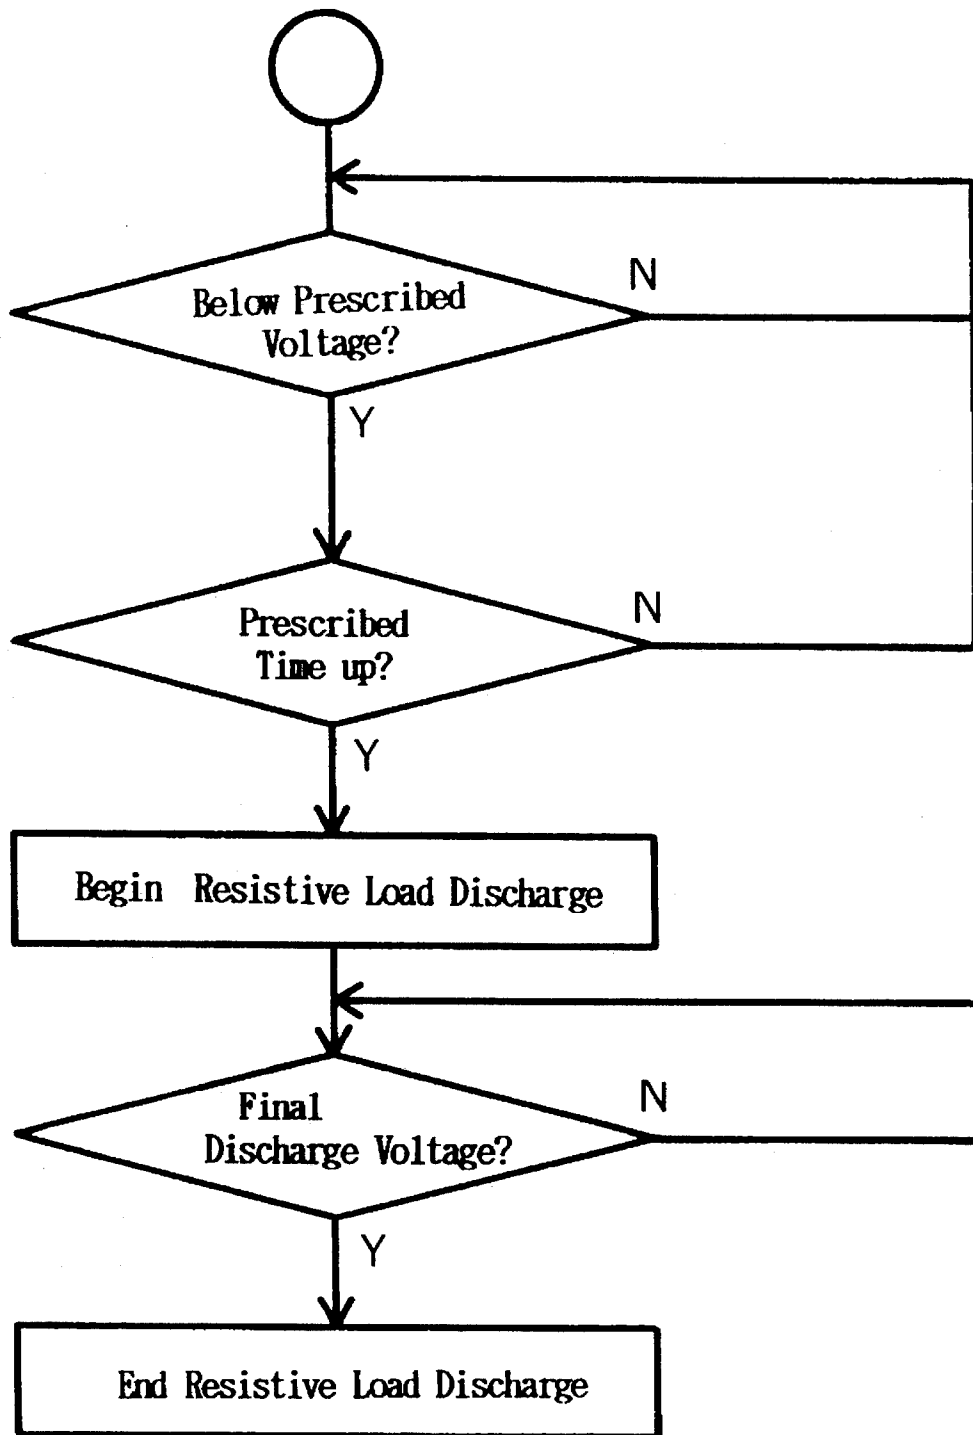 N
Below Prescribed
Voltage?
Y
N
Prescribed
Time up?
Y
Begin Resistive Load Discharge
N
Final
Discharge Voltage?
Y
End Resistive Load Discharge